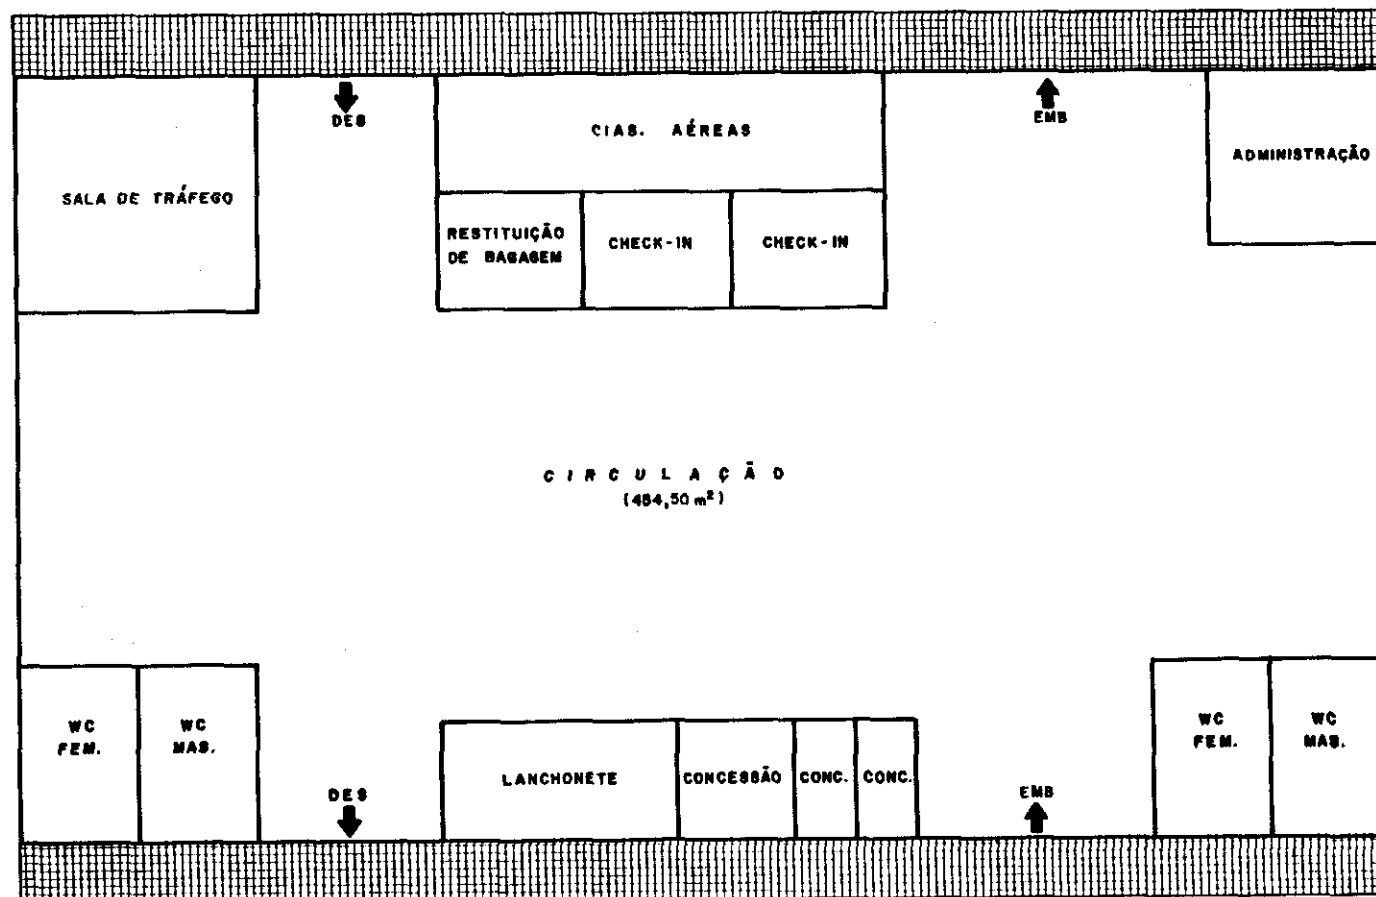 DES
CIAS. AÉREAS
EMB
ADMINISTRAÇÃO
SALA DE TRÁFEGO
RESTITUIÇÃO
DE BAGAGEM
CHECK-IN
CHECK-IN
CIRCULAÇÃO
(484,50 m²)
WC
FEM.
WC
MAS.
DES
LANCHONETE
CONCESSÃO
CONC.
CONC.
EMB
WC
FEM.
WC
MAS.